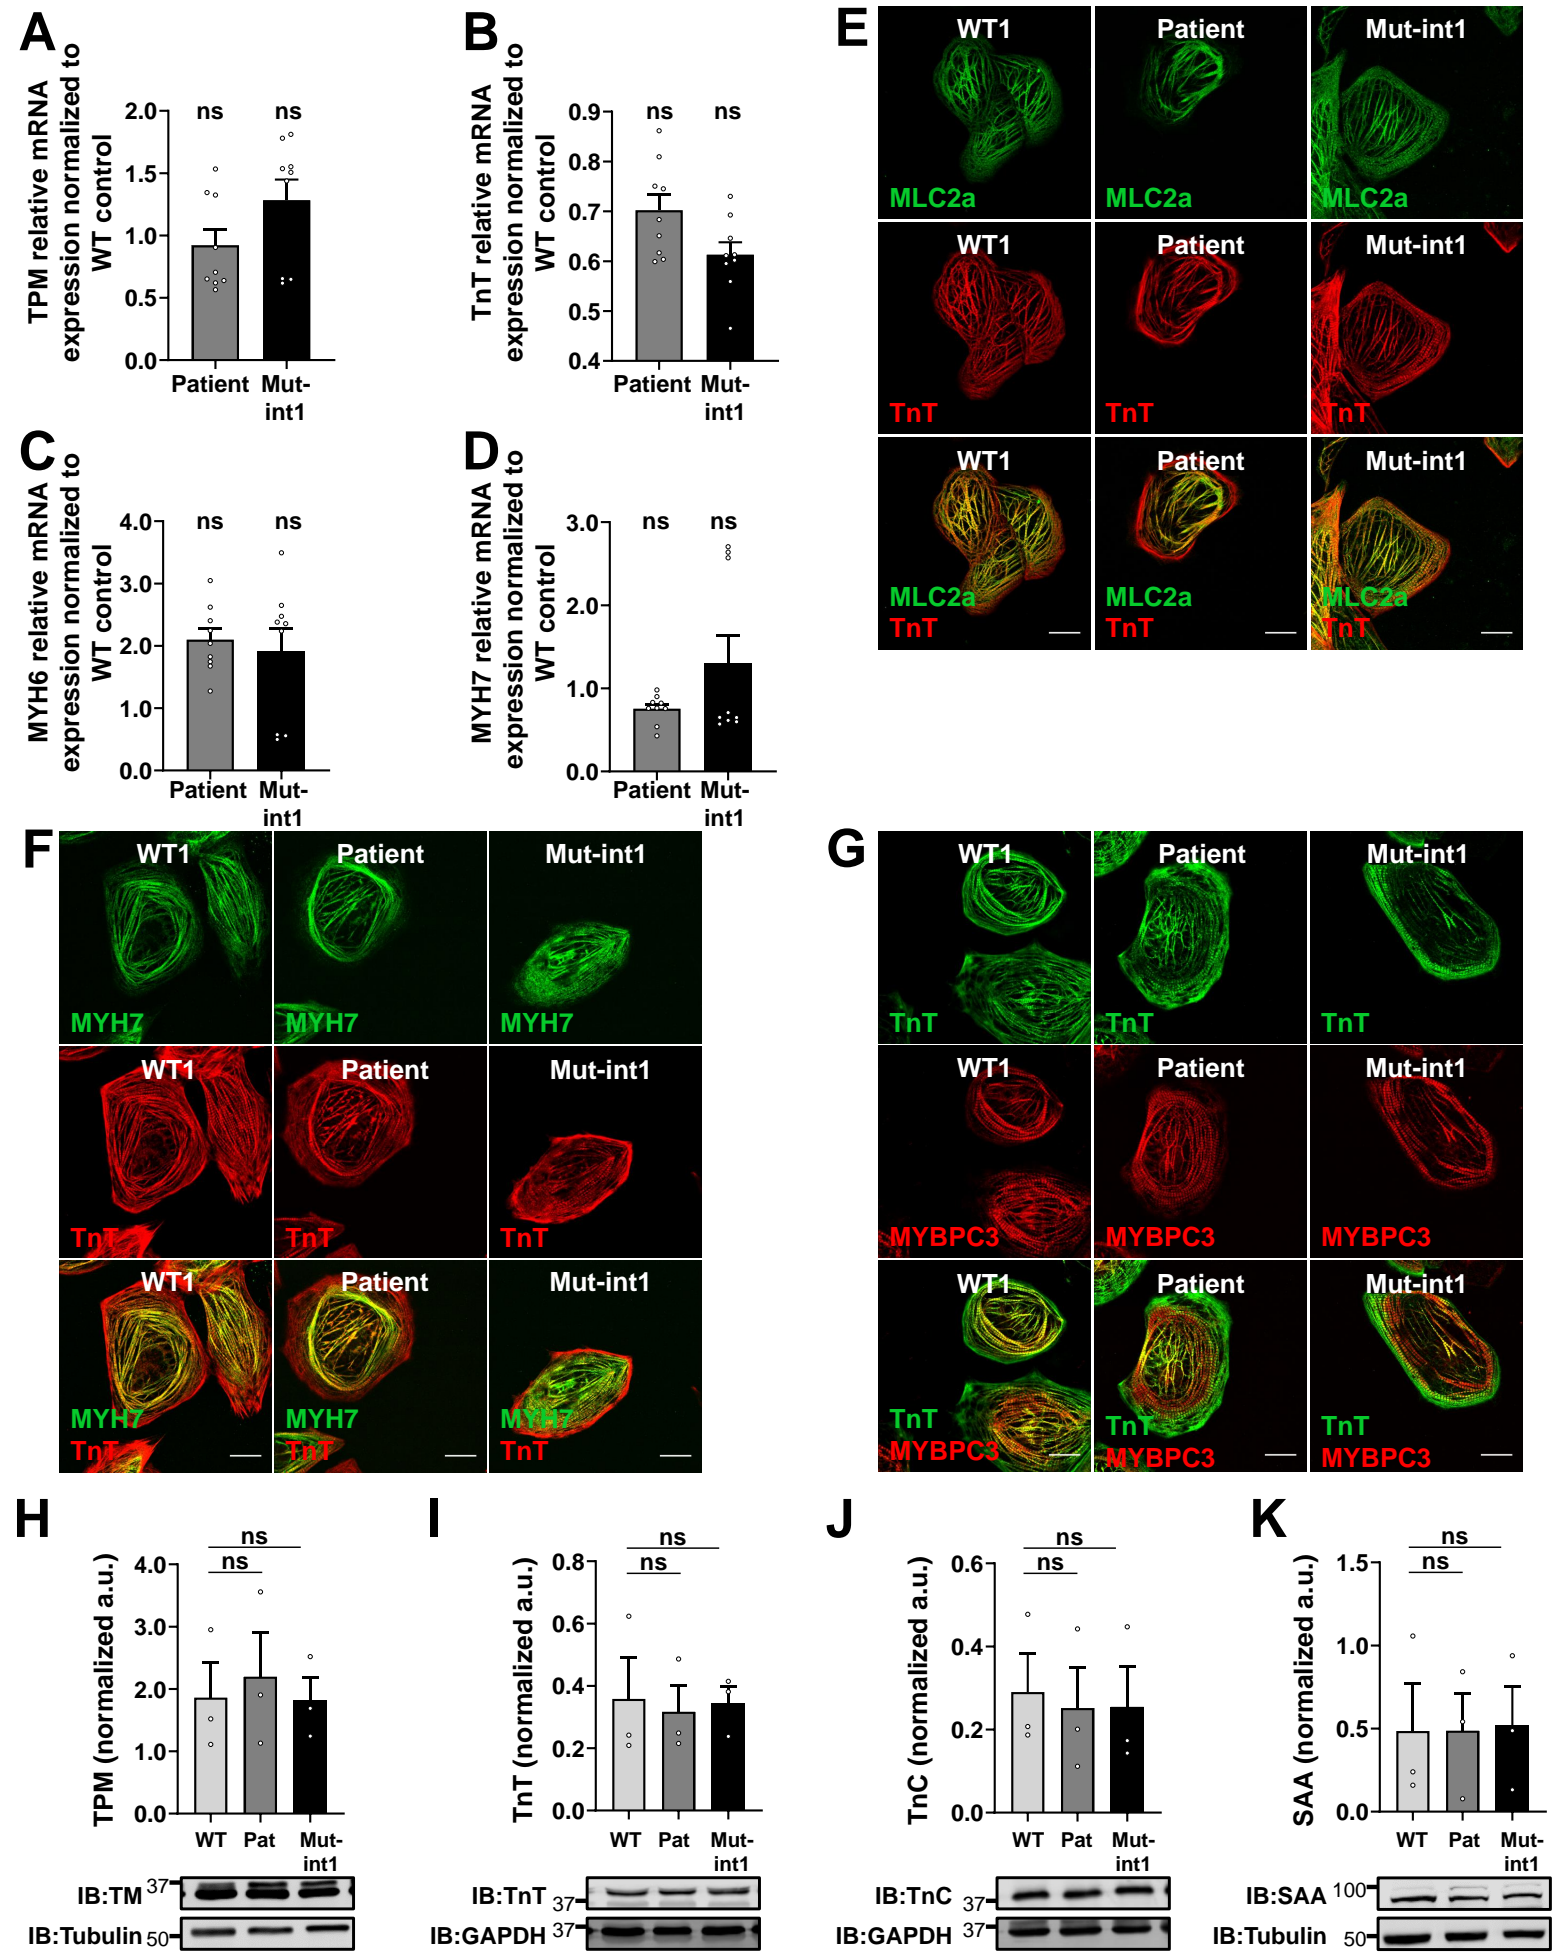 A
TPM relative mRNA
expression normalized to
WT control
2.0
1.5
1.0
0.5
0.0
ns
ns
Patient
Mut-
int1
B
TnT relative mRNA
expression normalized to
WT control
0.9
0.8
0.7
0.6
0.5
0.4
ns
ns
Patient
Mut-
int1
C
MYH6 relative mRNA
expression normalized to
WT control
4.0
3.0
2.0
1.0
0.0
ns
ns
Patient
Mut-
int1
D
MYH7 relative mRNA
expression normalized to
WT control
3.0
2.0
1.0
0.0
ns
ns
Patient
Mut-
int1
E
WT1
Patient
Mut-int1
MLC2a
MLC2a
MLC2a
WT1
Patient
Mut-int1
TnT
TnT
TnT
WT1
Patient
Mut-int1
MLC2a
TnT
MLC2a
TnT
MLC2a
TnT
F
WT1
Patient
Mut-int1
MYH7
MYH7
MYH7
WT1
Patient
Mut-int1
TnT
TnT
TnT
WT1
Patient
Mut-int1
MYH7
TnT
MYH7
TnT
MYH7
TnT
G
WT1
Patient
Mut-int1
TnT
TnT
TnT
WT1
Patient
Mut-int1
MYBPC3
MYBPC3
MYBPC3
WT1
Patient
Mut-int1
TnT
MYBPC3
TnT
MYBPC3
TnT
MYBPC3
H
TPM (normalized a.u.)
4.0
3.0
2.0
1.0
0.0
ns
ns
WT
Pat
Mut-
int1
IB:TM
37
IB:Tubulin
50
I
TnT (normalized a.u.)
0.8
0.6
0.4
0.2
0.0
ns
ns
WT
Pat
Mut-
int1
IB:TnT
37
IB:GAPDH
37
J
TnC (normalized a.u.)
0.6
0.4
0.2
0.0
ns
ns
WT
Pat
Mut-
int1
IB:TnC
37
IB:GAPDH
37
K
SAA (normalized a.u.)
1.5
1.0
0.5
0.0
ns
ns
WT
Pat
Mut-
int1
IB:SAA
100
IB:Tubulin
50